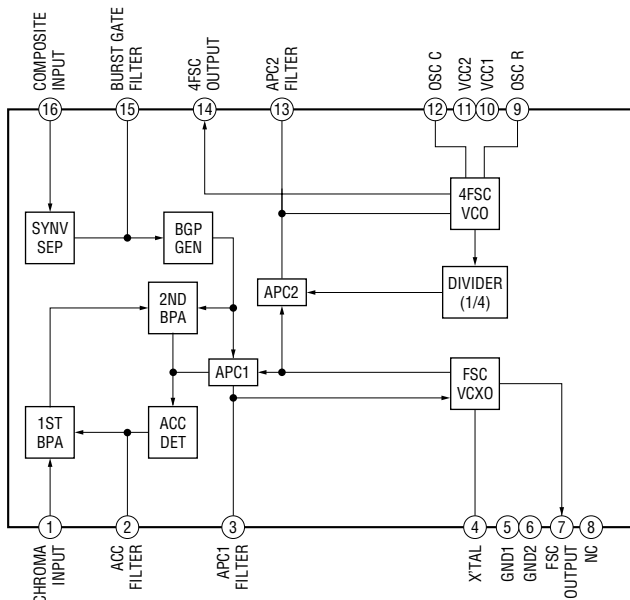 COMPOSITE
INPUT
BURST GATE
FILTER
4FSC
OUTPUT
APC2
FILTER
OSC C
VCC2
VCC1
OSC R
16
15
14
13
12
11
10
9
SYNV
SEP
BGP
GEN
4FSC
VCO
2ND
BPA
APC2
DIVIDER
(1/4)
APC1
FSC
VCXO
1ST
BPA
ACC
DET
1
2
3
4
5
6
7
8
CHROMA
INPUT
ACC
FILTER
APC1
FILTER
X'TAL
GND1
GND2
FSC
OUTPUT
NC